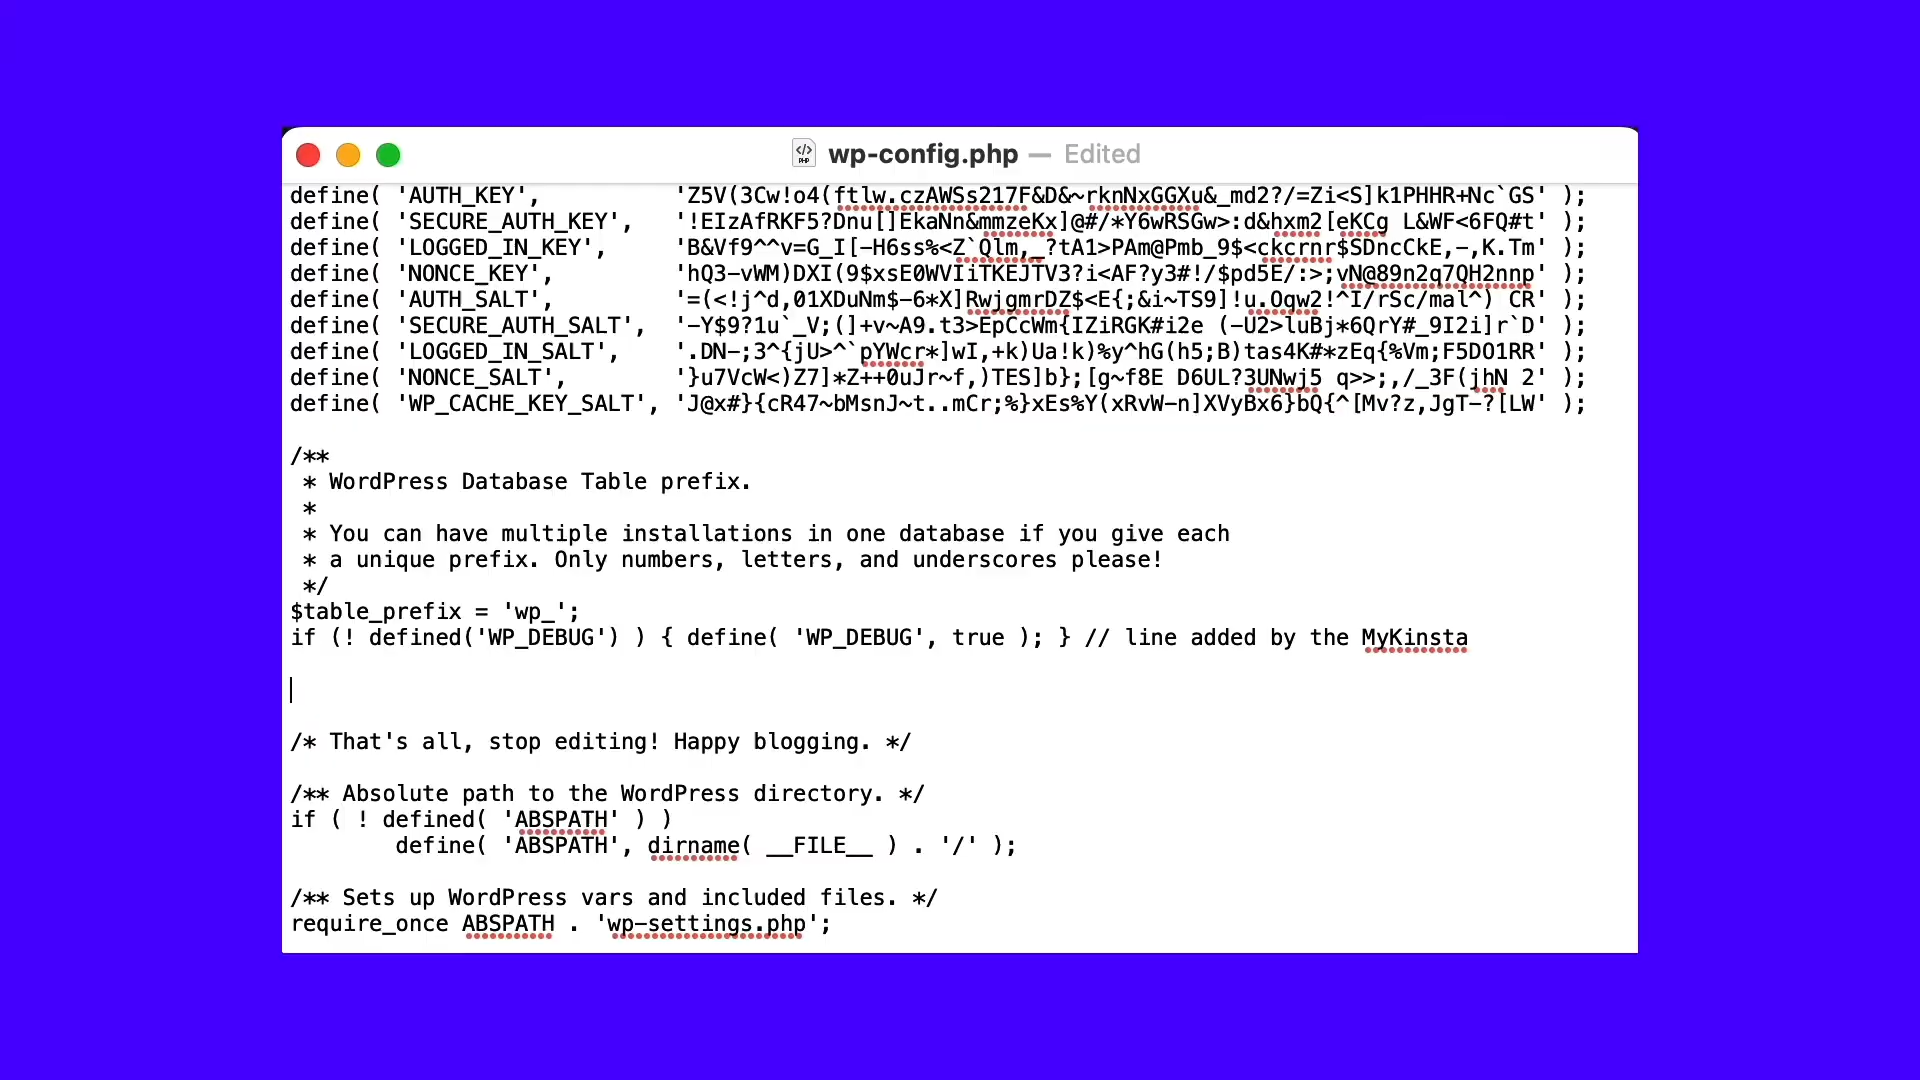 wp-config.php — Edited
define( 'AUTH_KEY',          'Z5V(3Cw!o4(ftlw.czAWSs217F&D&~rknNxGGXu&_md2?/=Zi<S]k1PHHR+Nc`GS' );
define( 'SECURE_AUTH_KEY',   '!EIzAfRKF5?Dnu[]EkaNn&mmzeKx]@#/*Y6wRSGw>:d&hxm2[eKCg L&WF<6FQ#t' );
define( 'LOGGED_IN_KEY',     'B&Vf9^^v=G_I[-H6ss%<Z`Qlm,_?tA1>PAm@Pmb_9$<ckcrnr$SDncCkE,-,K.Tm' );
define( 'NONCE_KEY',         'hQ3-vWM)DXI(9$xsE0WVIiTKEJTV3?i<AF?y3#!/$pd5E/:>;vN@89n2q7QH2nnp' );
define( 'AUTH_SALT',         '=(<!j^d,01XDuNm$-6*X]RwjgmrDZ$<E{;&i~TS9]!u.Oqw2!^I/rSc/mal^) CR' );
define( 'SECURE_AUTH_SALT',  '-Y$9?1u`_V;(]+v~A9.t3>EpCcWm{IZiRGK#i2e (-U2>luBj*6QrY#_9I2i]r`D' );
define( 'LOGGED_IN_SALT',    '.DN-;3^{jU>^`pYWcr*]wI,+k)Ua!k)%y^hG(h5;B)tas4K#*zEq{%Vm;F5DO1RR' );
define( 'NONCE_SALT',        '}u7VcW<)Z7]*Z++0uJr~f,)TES]b};[g~f8E D6UL?3UNwj5 q>>;,/_3F(jhN 2' );
define( 'WP_CACHE_KEY_SALT', 'J@x#}{cR47~bMsnJ~t..mCr;%}xEs%Y(xRvW-n]XVyBx6}bQ{^[Mv?z,JgT-?[LW' );
/**
 * WordPress Database Table prefix.
 *
 * You can have multiple installations in one database if you give each
 * a unique prefix. Only numbers, letters, and underscores please!
 */
$table_prefix = 'wp_';
if (! defined('WP_DEBUG') ) { define( 'WP_DEBUG', true ); } // line added by the MyKinsta
/* That's all, stop editing! Happy blogging. */
/** Absolute path to the WordPress directory. */
if ( ! defined( 'ABSPATH' ) )
        define( 'ABSPATH', dirname( __FILE__ ) . '/' );
/** Sets up WordPress vars and included files. */
require_once ABSPATH . 'wp-settings.php';